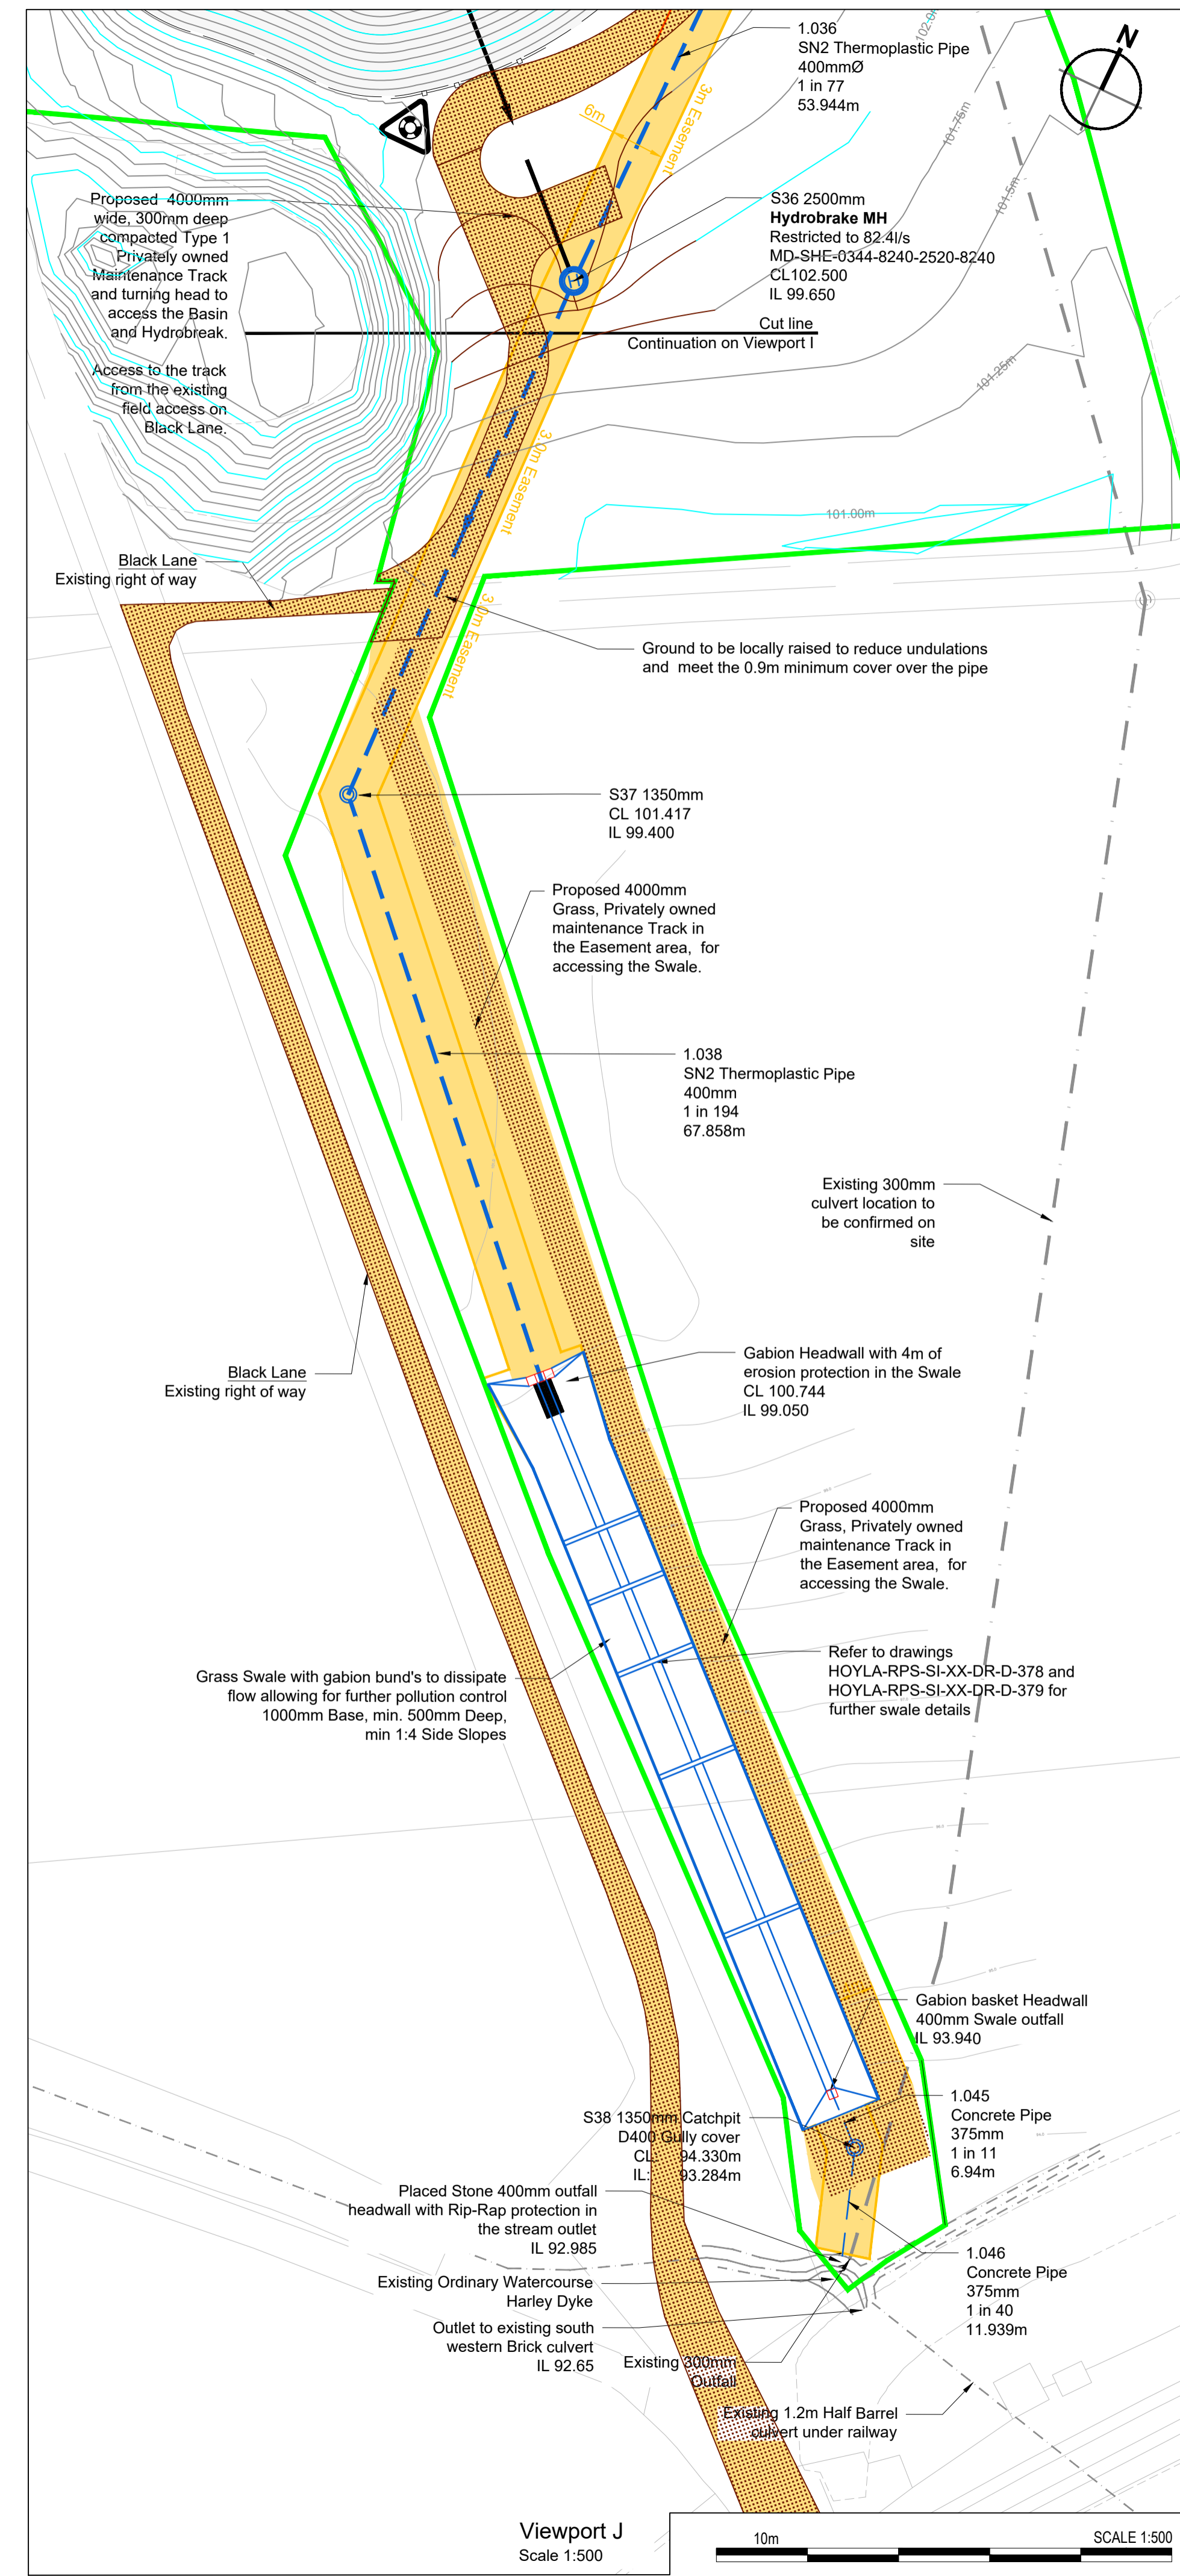 N
102.0
1.036
SN2 Thermoplastic Pipe
400mmØ
1 in 77
53.944m
101.75m
101.5m
6m
3m Easement
Proposed 4000mm
wide, 300mm deep
compacted Type 1
Privately owned
Maintenance Track
and turning head to
access the Basin
and Hydrobreak.
Access to the track
from the existing
field access on
Black Lane.
S36 2500mm
Hydrobrake MH
Restricted to 82.4l/s
MD-SHE-0344-8240-2520-8240
CL102.500
IL 99.650
H
Cut line
Continuation on Viewport I
101.25m
3.0m Easement
101.00m
Black Lane
Existing right of way
3.0m Easement
Ground to be locally raised to reduce undulations
and meet the 0.9m minimum cover over the pipe
S37 1350mm
CL 101.417
IL 99.400
Proposed 4000mm
Grass, Privately owned
maintenance Track in
the Easement area, for
accessing the Swale.
1.038
SN2 Thermoplastic Pipe
400mm
1 in 194
67.858m
Existing 300mm
culvert location to
be confirmed on
site
Black Lane
Existing right of way
Gabion Headwall with 4m of
erosion protection in the Swale
CL 100.744
IL 99.050
Proposed 4000mm
Grass, Privately owned
maintenance Track in
the Easement area, for
accessing the Swale.
Refer to drawings
HOYLA-RPS-SI-XX-DR-D-378 and
HOYLA-RPS-SI-XX-DR-D-379 for
further swale details
Grass Swale with gabion bund's to dissipate
flow allowing for further pollution control
1000mm Base, min. 500mm Deep,
min 1:4 Side Slopes
Gabion basket Headwall
400mm Swale outfall
IL 93.940
S38 1350mm Catchpit
D400 Gully cover
CL: 94.330m
IL: 93.284m
1.045
Concrete Pipe
375mm
1 in 11
6.94m
Placed Stone 400mm outfall
headwall with Rip-Rap protection in
the stream outlet
IL 92.985
Existing Ordinary Watercourse
Harley Dyke
1.046
Concrete Pipe
375mm
1 in 40
11.939m
Outlet to existing south
western Brick culvert
IL 92.65
Existing 300mm
Outfall
Existing 1.2m Half Barrel
culvert under railway
Viewport J
Scale 1:500
10m
SCALE 1:500